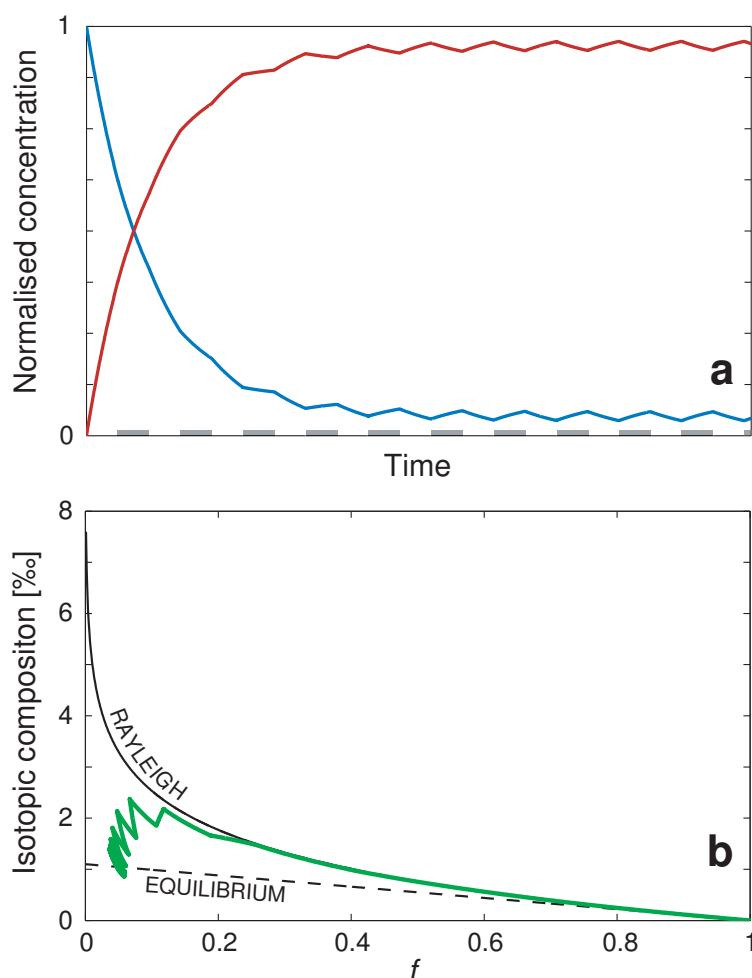 1
Normalised concentration
a
0
Time
8
Isotopic compositon [‰]
6
4
RAYLEIGH
2
b
EQUILIBRIUM
0
0 0.2 0.4 0.6 0.8 1
f